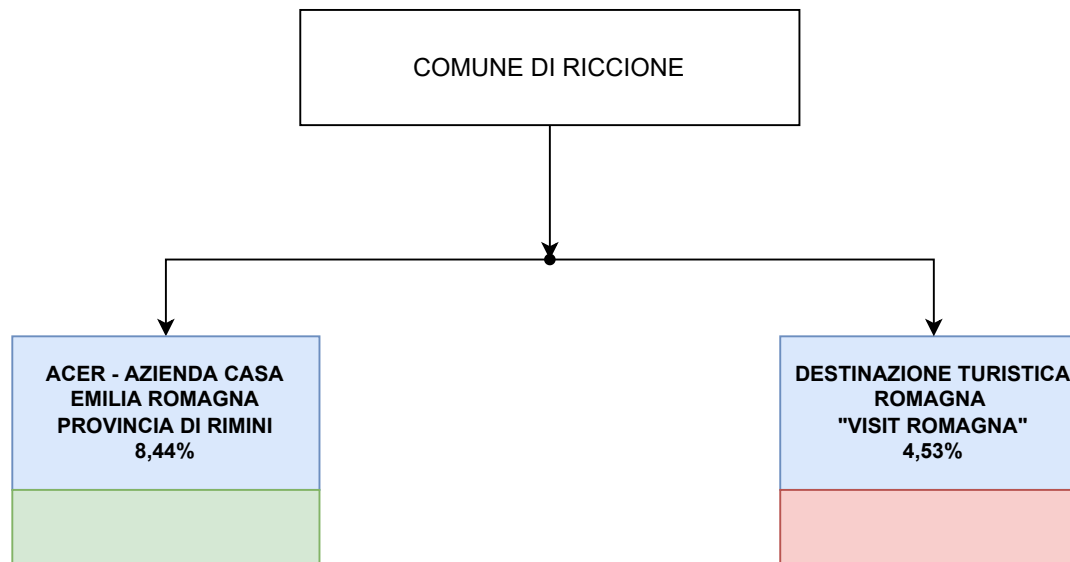 COMUNE DI RICCIONE
ACER - AZIENDA CASA
EMILIA ROMAGNA
PROVINCIA DI RIMINI
8,44%
DESTINAZIONE TURISTICA
ROMAGNA
"VISIT ROMAGNA"
4,53%